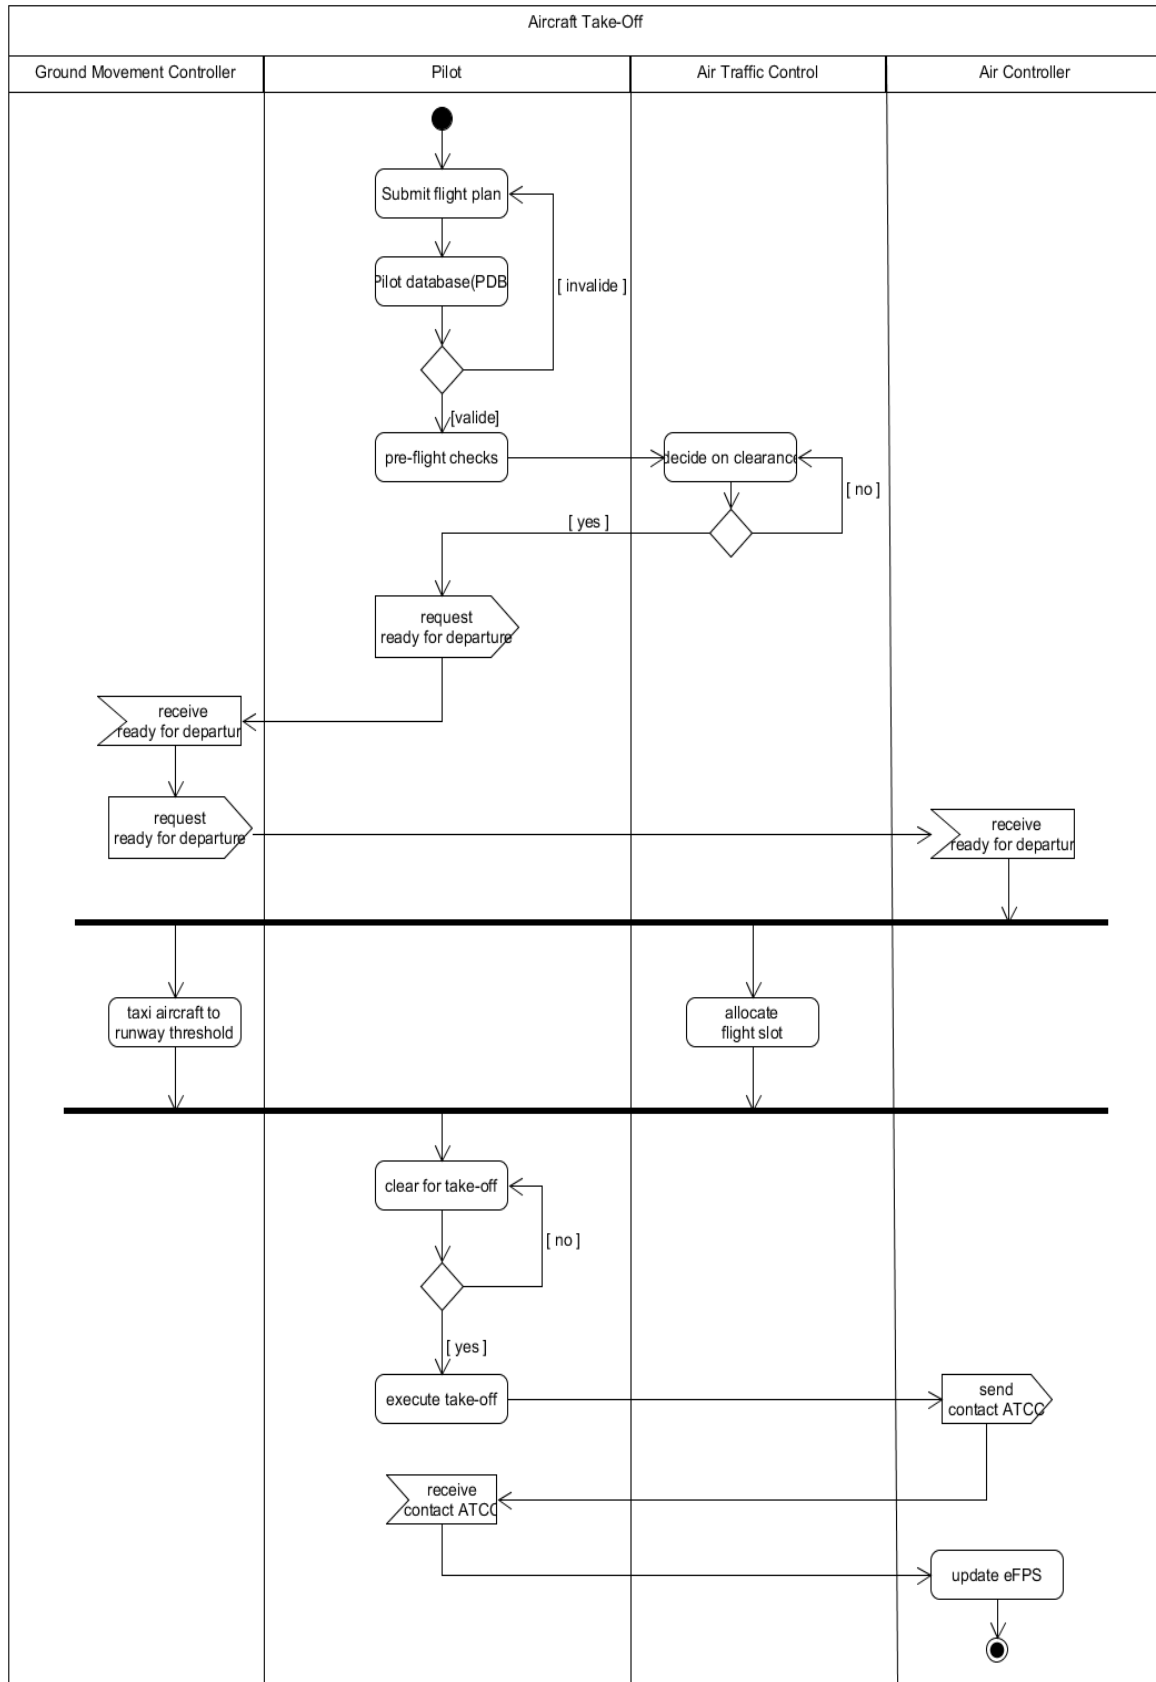 Aircraft Take-Off
Ground Movement Controller
Pilot
Air Traffic Control
Air Controller
Submit flight plan
Pilot database(PDB
[ invalide ]
[valide]
pre-flight checks
decide on clearance
[ no ]
[ yes ]
request
ready for departure
receive
ready for departur
request
ready for departure
receive
ready for departur
taxi aircraft to
runway threshold
allocate
flight slot
clear for take-off
[ no ]
[ yes ]
execute take-off
send
contact ATCC
receive
contact ATCC
update eFPS